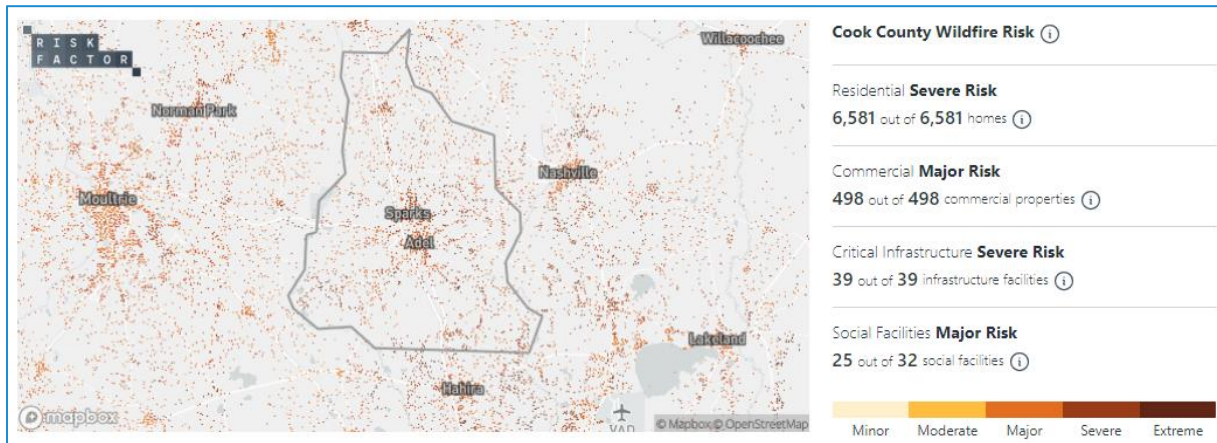 RISK
FACTOR
Willacoochee
Norman Park
Moultrie
Nashville
Sparks
Adel
Lakeland
Hahira
VAD
mapbox
© Mapbox,© OpenStreetMap
Cook County Wildfire Risk
Residential Severe Risk
6,581 out of 6,581 homes
Commercial Major Risk
498 out of 498 commercial properties
Critical Infrastructure Severe Risk
39 out of 39 infrastructure facilities
Social Facilities Major Risk
25 out of 32 social facilities
Minor Moderate Major Severe Extreme